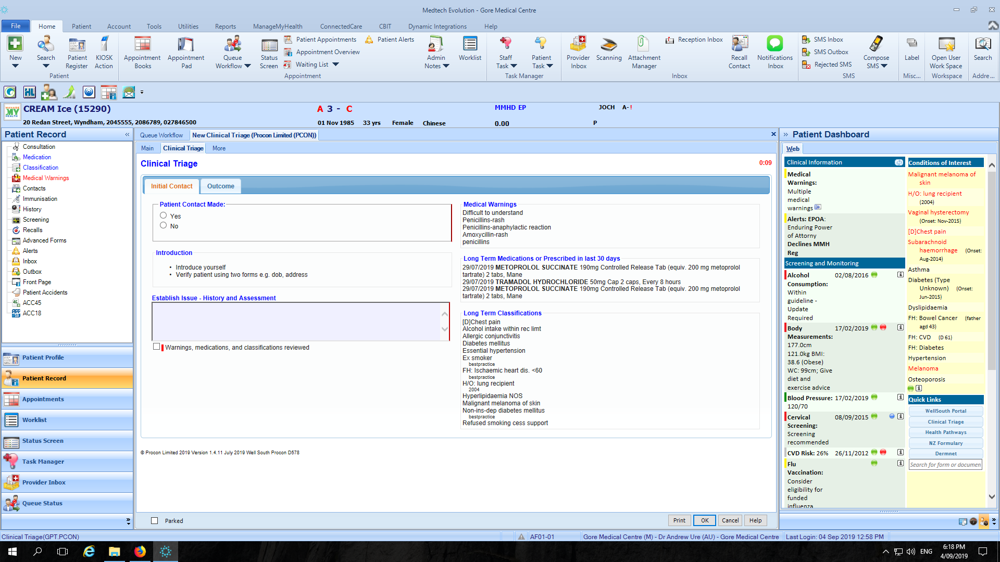 Medtech Evolution - Gore Medical Centre
File Home Patient Account Tools Utilities Reports ManageMyHealth ConnectedCare CBIT Dynamic Integrations Help
New
Search
Patient Register
KIOSK Action
Patient
Appointment Books
Appointment Pad
Queue Workflow
Status Screen
Patient Appointments
Appointment Overview
Waiting List
Patient Alerts
Admin Notes
Worklist
Appointment
Staff Task
Patient Task
Task Manager
Provider Inbox
Scanning
Attachment Manager
Reception Inbox
Recall Contact
Notifications Inbox
Inbox
SMS Inbox
SMS Outbox
Rejected SMS
Compose SMS
SMS
Label
Misc...
Open User Work Space
Workspace
Search
Addre...
HL
MANAGE MY HEALTH
CREAM Ice (15290)
A 3 - C
MMHD EP
JOCH A-!
20 Redan Street, Wyndham, 2045555, 2086789, 027846500
01 Nov 1985 33 yrs Female Chinese
0.00
P
Patient Record
Consultation
Medication
Classification
Medical Warnings
Contacts
Immunisation
History
Screening
Recalls
Advanced Forms
Alerts
Inbox
Outbox
Front Page
Patient Accidents
ACC45
ACC18
Patient Profile
Patient Record
Appointments
Worklist
Status Screen
Task Manager
Provider Inbox
Queue Status
Queue Workflow New Clinical Triage (Procon Limited (PCON))
Main Clinical Triage More
Clinical Triage
0:09
Initial Contact Outcome
Patient Contact Made:
Yes
No
Introduction
• Introduce yourself
• Verify patient using two forms e.g. dob, address
Establish Issue - History and Assessment
Warnings, medications, and classifications reviewed
Medical Warnings
Difficult to understand
Penicillins-rash
Penicillins-anaphylactic reaction
Amoxycillin-rash
penicillins
Long Term Medications or Prescribed in last 30 days
29/07/2019 METOPROLOL SUCCINATE 190mg Controlled Release Tab (equiv. 200 mg metoprolol
tartrate) 2 tabs, Mane
29/07/2019 TRAMADOL HYDROCHLORIDE 50mg Cap 2 caps, Every 8 hours
29/07/2019 METOPROLOL SUCCINATE 190mg Controlled Release Tab (equiv. 200 mg metoprolol
tartrate) 2 tabs, Mane
Long Term Classifications
[D]Chest pain
Alcohol intake within rec limt
Allergic conjunctivitis
Diabetes mellitus
Essential hypertension
Ex smoker
bestpractice
FH: Ischaemic heart dis. <60
bestpractice
H/O: lung recipient
2004
Hyperlipidaemia NOS
Malignant melanoma of skin
Non-ins-dep diabetes mellitus
bestpractice
Refused smoking cess support
© Procon Limited 2019 Version 1.4.11 July 2019 Well South Procon D578
Parked
Print OK Cancel Help
Patient Dashboard
Web
Clinical Information
Medical
Warnings:
Multiple
medical
warnings
Alerts: EPOA:
Enduring Power
of Attorny
Declines MMH
Reg
Screening and Monitoring
Alcohol 02/08/2016
Consumption:
Within
guideline -
Update
Required
Body 17/02/2019
Measurements:
177.0cm
121.0kg BMI:
38.6 (Obese)
WC: 99cm; Give
diet and
exercise advice
Blood Pressure: 17/02/2019
120/70
Cervical 08/09/2015
Screening:
Screening
recommended
CVD Risk: 26% 26/11/2012
Flu
Vaccination:
Consider
eligibility for
funded
influenza
Conditions of Interest
Malignant melanoma of
skin
H/O: lung recipient
(2004)
Vaginal hysterectomy
(Onset: Nov-2015)
[D]Chest pain
Subarachnoid
haemorrhage (Onset:
Aug-2014)
Asthma
Diabetes (Type
Unknown) (Onset:
Jun-2015)
Dyslipidaemia
FH: Bowel Cancer (father
agd 43)
FH: CVD (D 61)
FH: Diabetes
Hypertension
Melanoma
Osteoporosis
Quick Links
WellSouth Portal
Clinical Triage
Health Pathways
NZ Formulary
Dermnet
Search for form or documen
Clinical Triage(GPT.PCON)
AF01-01
Gore Medical Centre (M) - Dr Andrew Ure (AU) - Gore Medical Centre
Last Login: 04 Sep 2019 12:58 PM
ENG
6:18 PM
4/09/2019